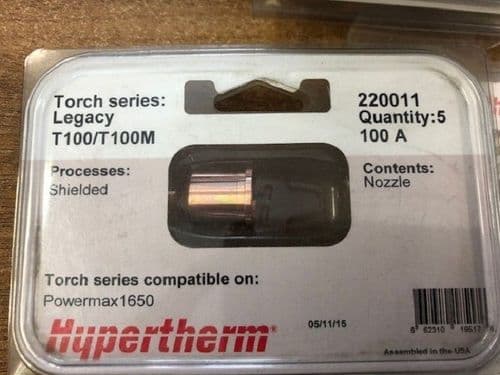 Torch series:
Legacy
T100/T100M
220011
Quantity:5
100 A
Processes:
Shielded
Contents:
Nozzle
Torch series compatible on:
Powermax1650
Hypertherm®
05/11/15
Assembled in the USA